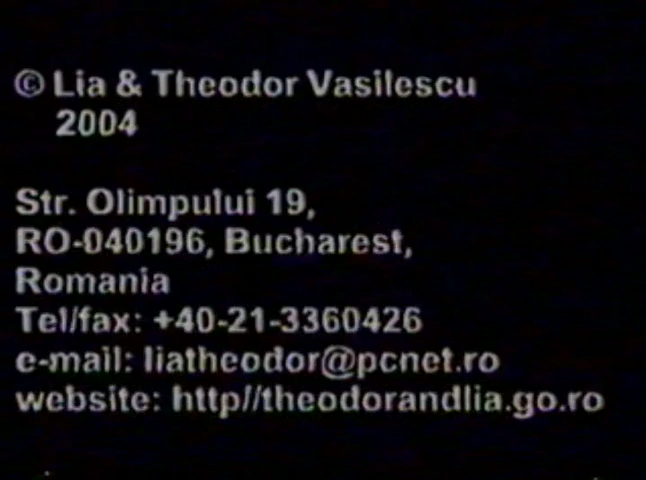 © Lia & Theodor Vasilescu
2004
Str. Olimpului 19,
RO-040196, Bucharest,
Romania
Tel/fax: +40-21-3360426
e-mail: liatheodor@pcnet.ro
website: http//theodorandlia.go.ro